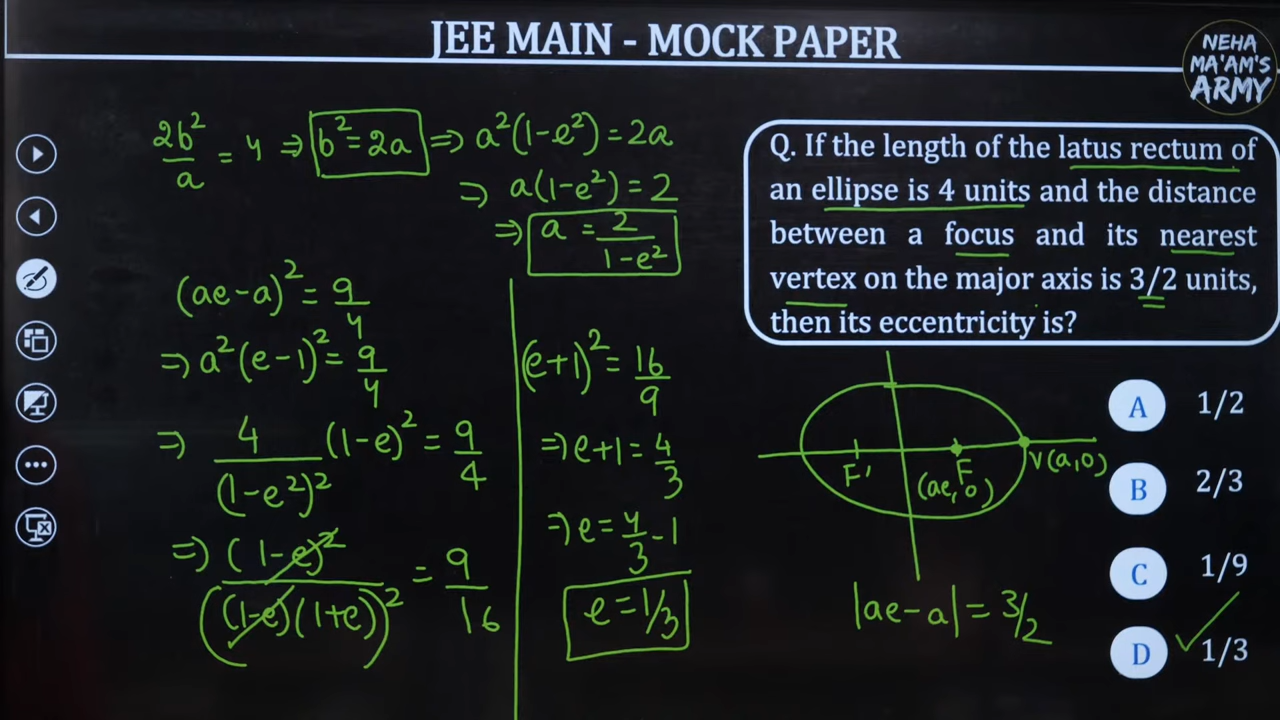 JEE MAIN - MOCK PAPER
NEHA
MA'AM'S
ARMY
2b²/a = 4 ⇒ b² = 2a ⇒ a²(1-e²) = 2a
⇒ a(1-e²) = 2
⇒ a = 2/(1-e²)
(ae-a)² = 9/4
⇒ a²(e-1)² = 9/4
⇒ 4/(1-e²)² (1-e)² = 9/4
⇒ (1-e)²/((1-e)(1+e))² = 9/16
(e+1)² = 16/9
⇒ e+1 = 4/3
⇒ e = 4/3 - 1
e = 1/3
Q. If the length of the latus rectum of
an ellipse is 4 units and the distance
between a focus and its nearest
vertex on the major axis is 3/2 units,
then its eccentricity is?
F'
F
(ae, 0)
V(a,0)
|ae-a| = 3/2
A 1/2
B 2/3
C 1/9
D 1/3